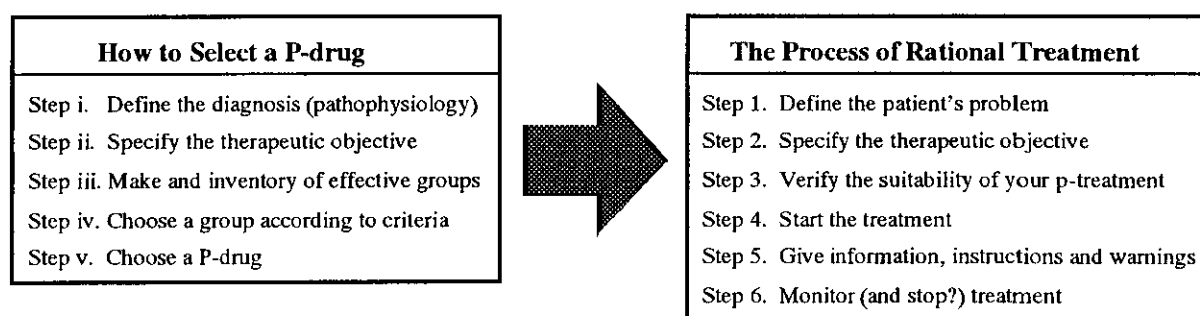 How to Select a P-drug
Step i. Define the diagnosis (pathophysiology)
Step ii. Specify the therapeutic objective
Step iii. Make and inventory of effective groups
Step iv. Choose a group according to criteria
Step v. Choose a P-drug
The Process of Rational Treatment
Step 1. Define the patient's problem
Step 2. Specify the therapeutic objective
Step 3. Verify the suitability of your p-treatment
Step 4. Start the treatment
Step 5. Give information, instructions and warnings
Step 6. Monitor (and stop?) treatment